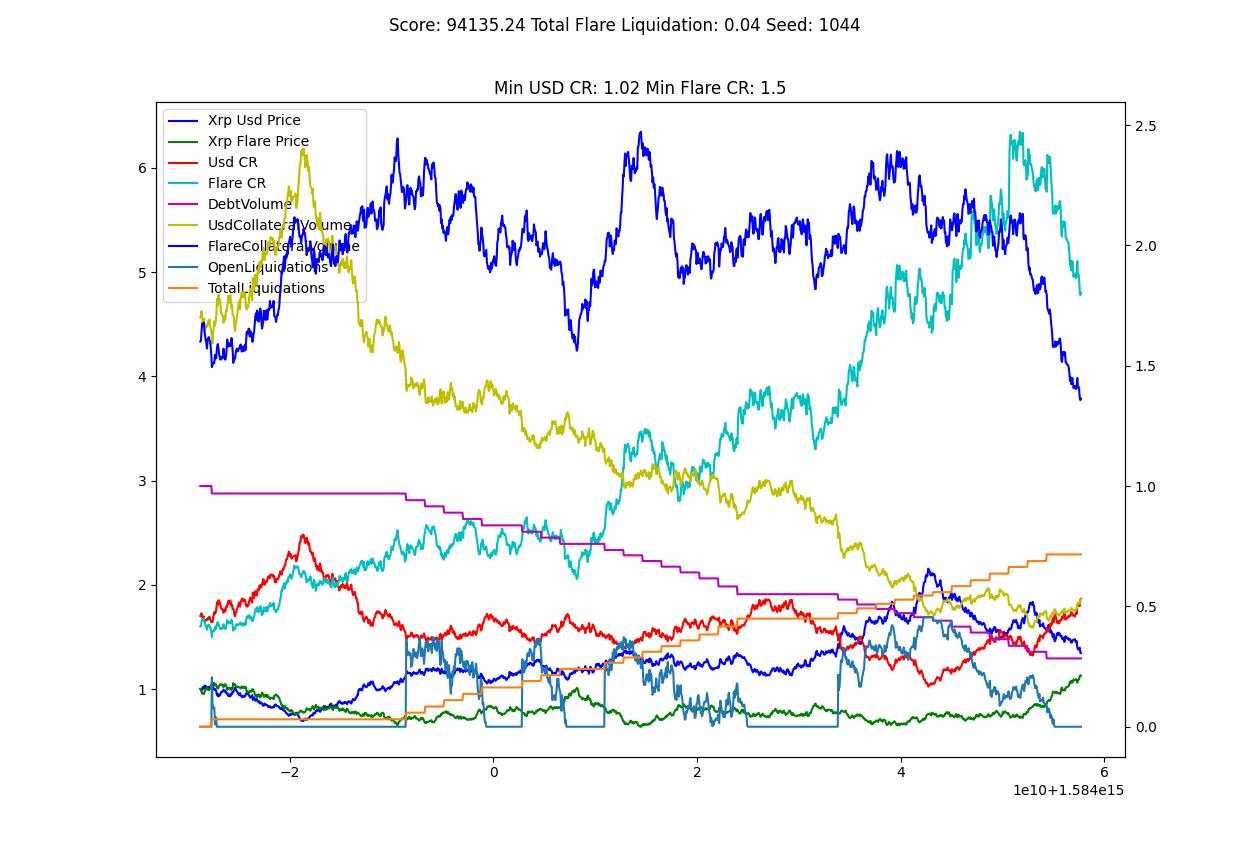 Score: 94135.24 Total Flare Liquidation: 0.04 Seed: 1044
Min USD CR: 1.02 Min Flare CR: 1.5
Xrp Usd Price
Xrp Flare Price
Usd CR
Flare CR
DebtVolume
UsdCollateralVolume
FlareCollateralVolume
OpenLiquidations
TotalLiquidations
6
5
4
3
2
1
2.5
2.0
1.5
1.0
0.5
0.0
−2
0
2
4
6
1e10+1.584e15